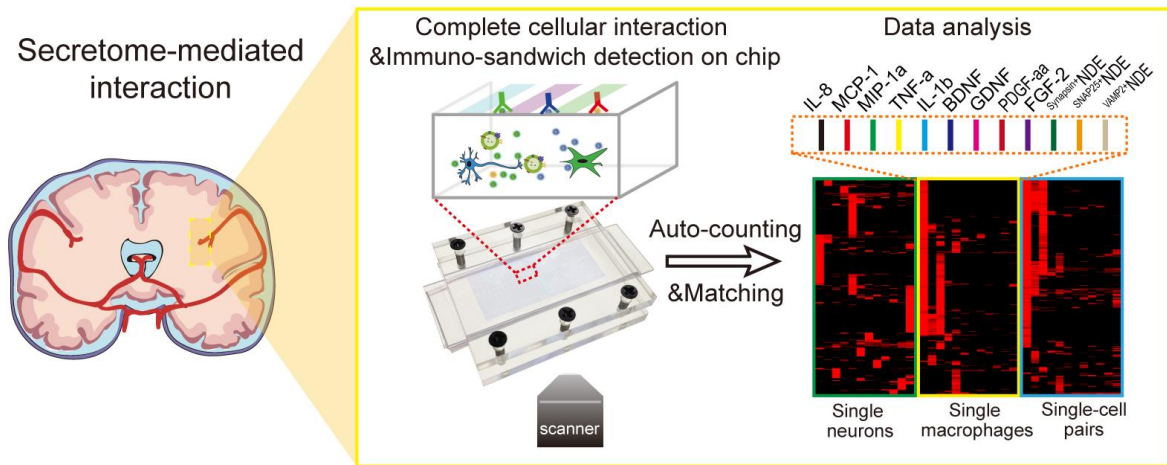 Secretome-mediated
interaction
Complete cellular interaction
&Immuno-sandwich detection on chip
Data analysis
IL-8
MCP-1
MIP-1a
TNF-a
IL-1b
BDNF
GDNF
PDGF-aa
FGF-2
Synapsin+NDE
SNAP25+NDE
VAMP2+NDE
Auto-counting
&Matching
scanner
Single
neurons
Single
macrophages
Single-cell
pairs